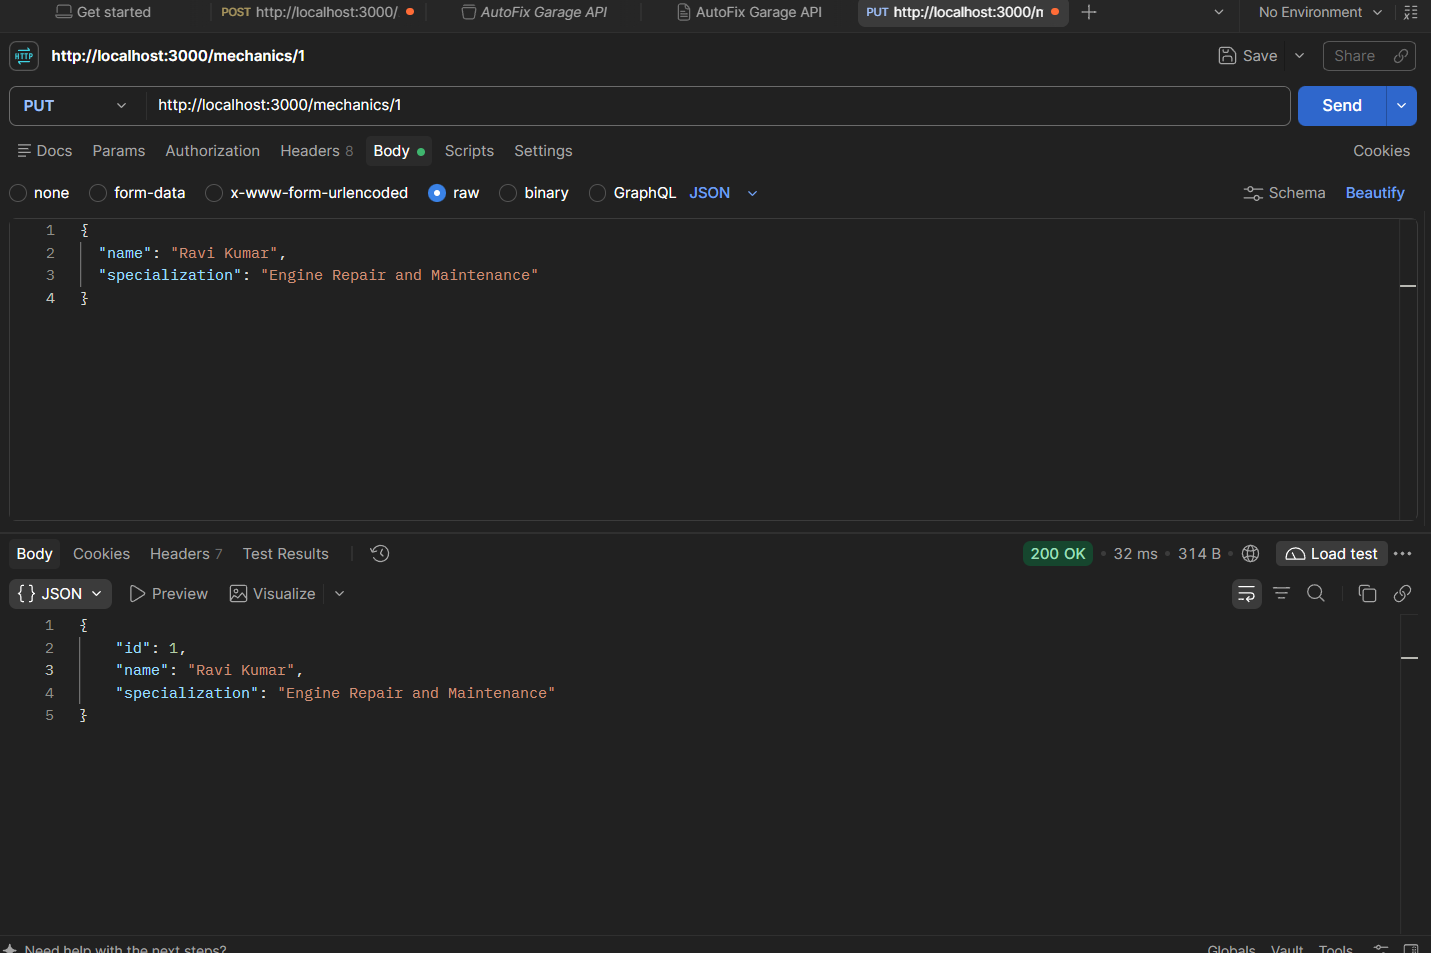 Get started
POST http://localhost:3000/
AutoFix Garage API
AutoFix Garage API
PUT http://localhost:3000/m
No Environment
HTTP http://localhost:3000/mechanics/1
Save
Share
PUT
http://localhost:3000/mechanics/1
Send
Docs Params Authorization Headers 8 Body Scripts Settings Cookies
none form-data x-www-form-urlencoded raw binary GraphQL JSON Schema Beautify
1 {
2 "name": "Ravi Kumar",
3 "specialization": "Engine Repair and Maintenance"
4 }
Body Cookies Headers 7 Test Results 200 OK • 32 ms • 314 B • Load test
{} JSON Preview Visualize
1 {
2 "id": 1,
3 "name": "Ravi Kumar",
4 "specialization": "Engine Repair and Maintenance"
5 }
Need help with the next steps? Globals Vault Tools